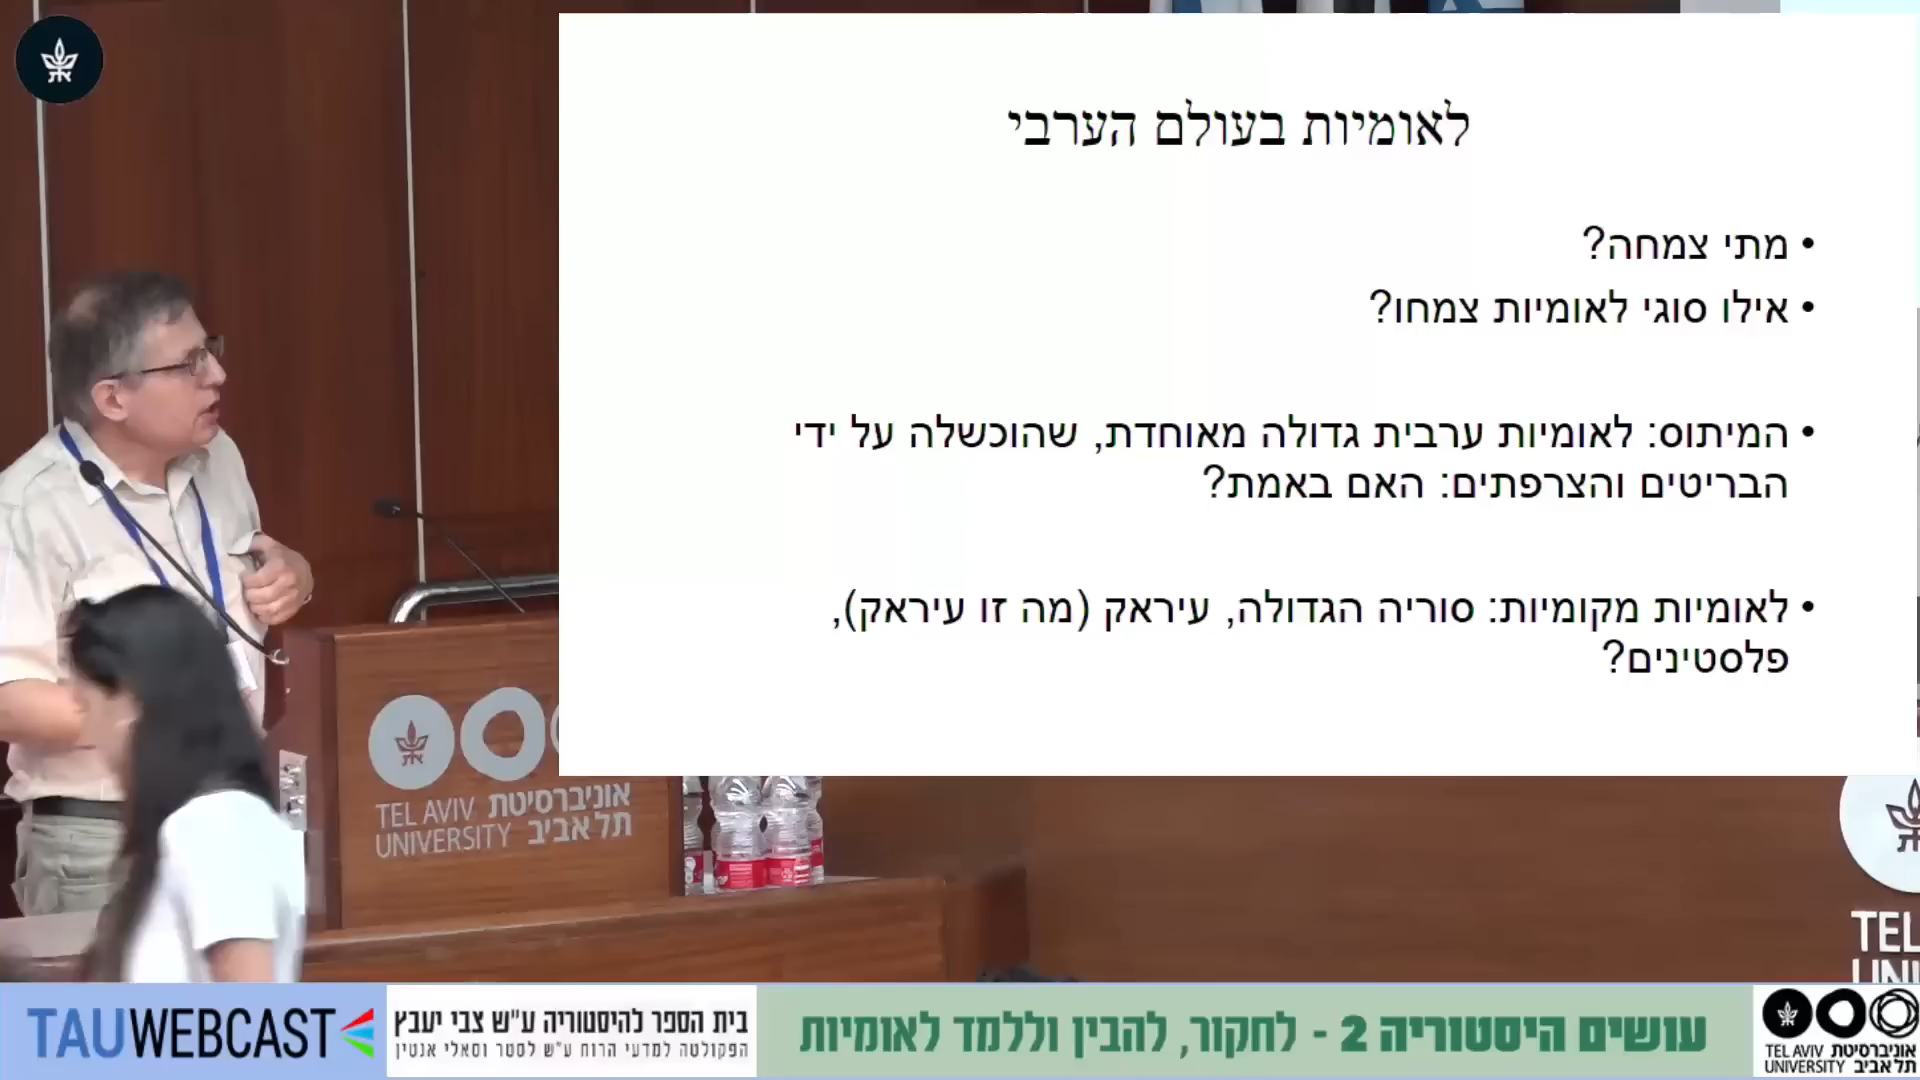 לאומיות בעולם הערבי
• מתי צמחה?
• אילו סוגי לאומיות צמחו?
• המיתוס: לאומיות ערבית גדולה מאוחדת, שהוכשלה על ידי
הבריטים והצרפתים: האם באמת?
• לאומיות מקומיות: סוריה הגדולה, עיראק (מה זו עיראק),
פלסטינים?
TEL AVIV אוניברסיטת
UNIVERSITY תל אביב
TEL
UNI
TAUWEBCAST
בית הספר להיסטוריה ע"ש צבי יעבץ
הפקולטה למדעי הרוח ע"ש לסטר וסאלי אנטין
עושים היסטוריה 2 - לחקור, להבין וללמד לאומיות
TEL AVIV אוניברסיטת
UNIVERSITY תל אביב